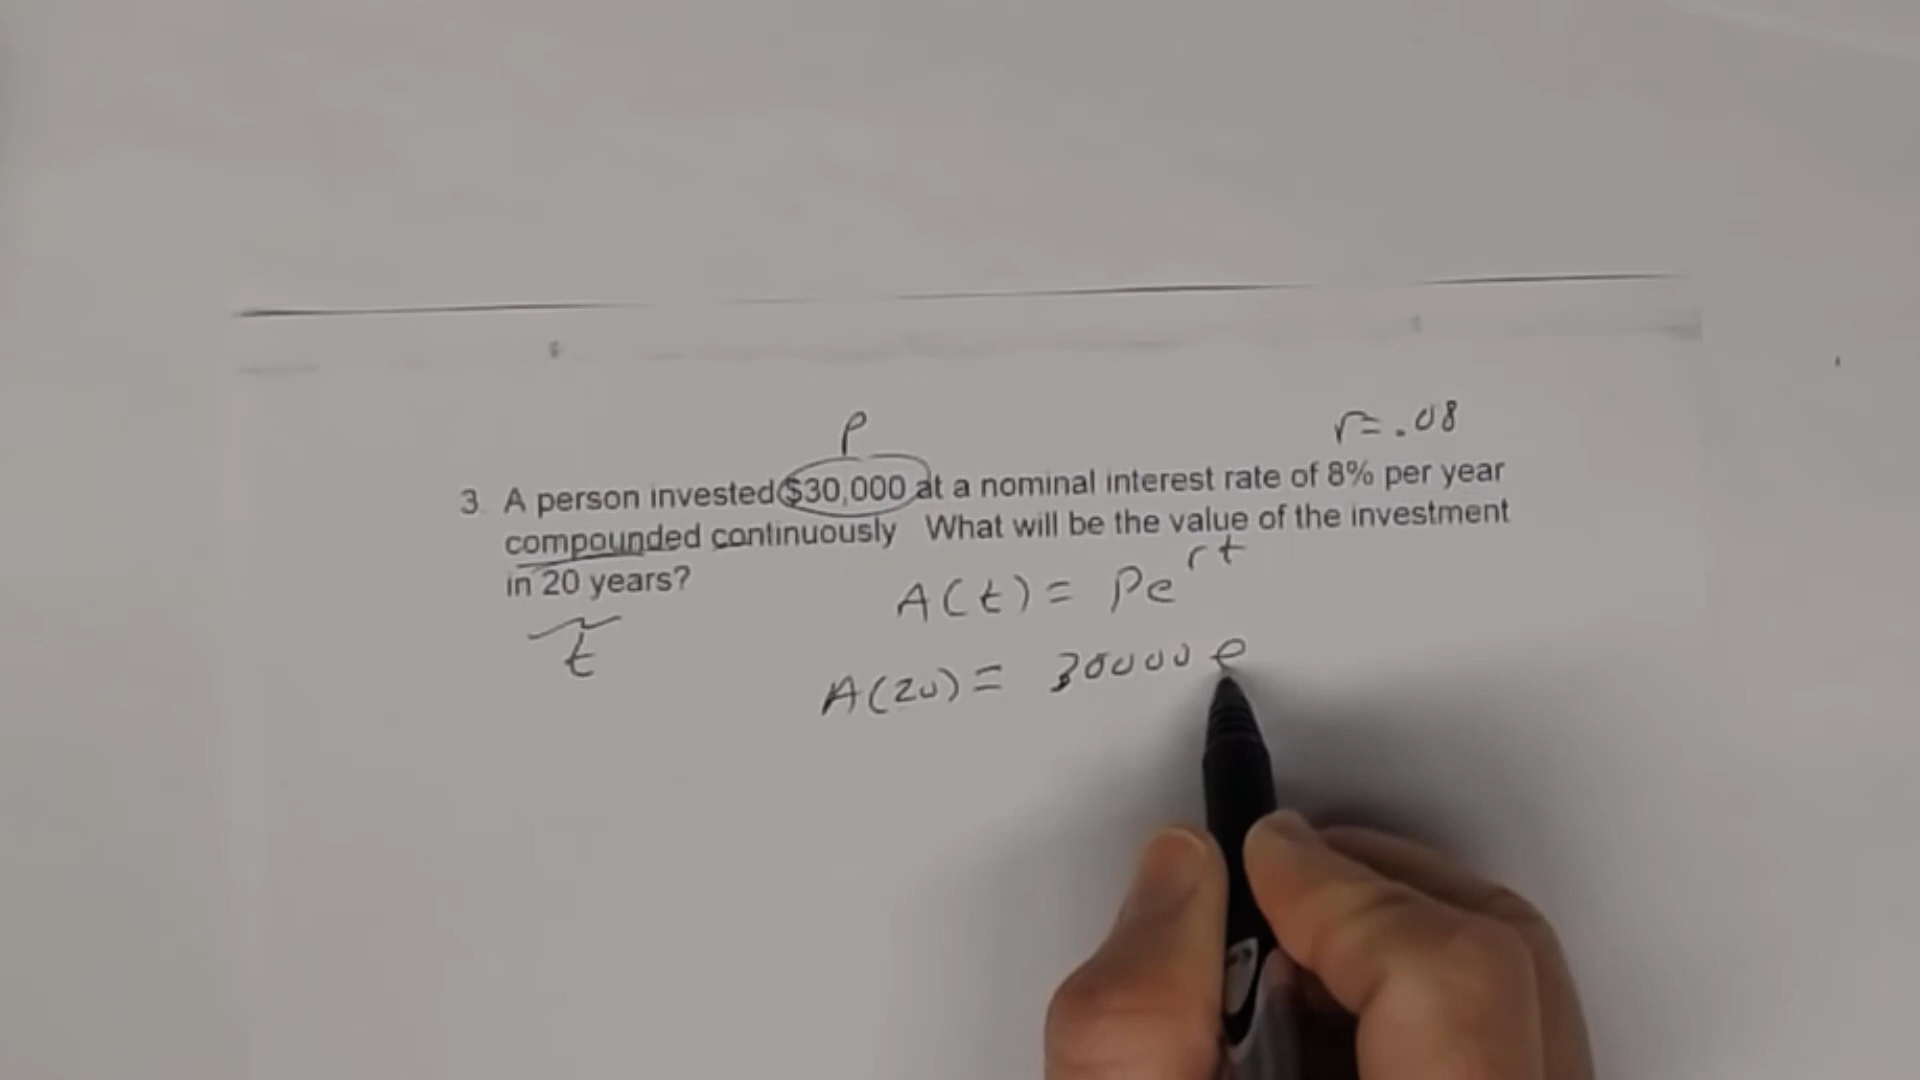 P
r=.08
3 A person invested $30,000 at a nominal interest rate of 8% per year
compounded continuously What will be the value of the investment
in 20 years?
t
A(t) = Pe^rt
A(20) = 30000 e